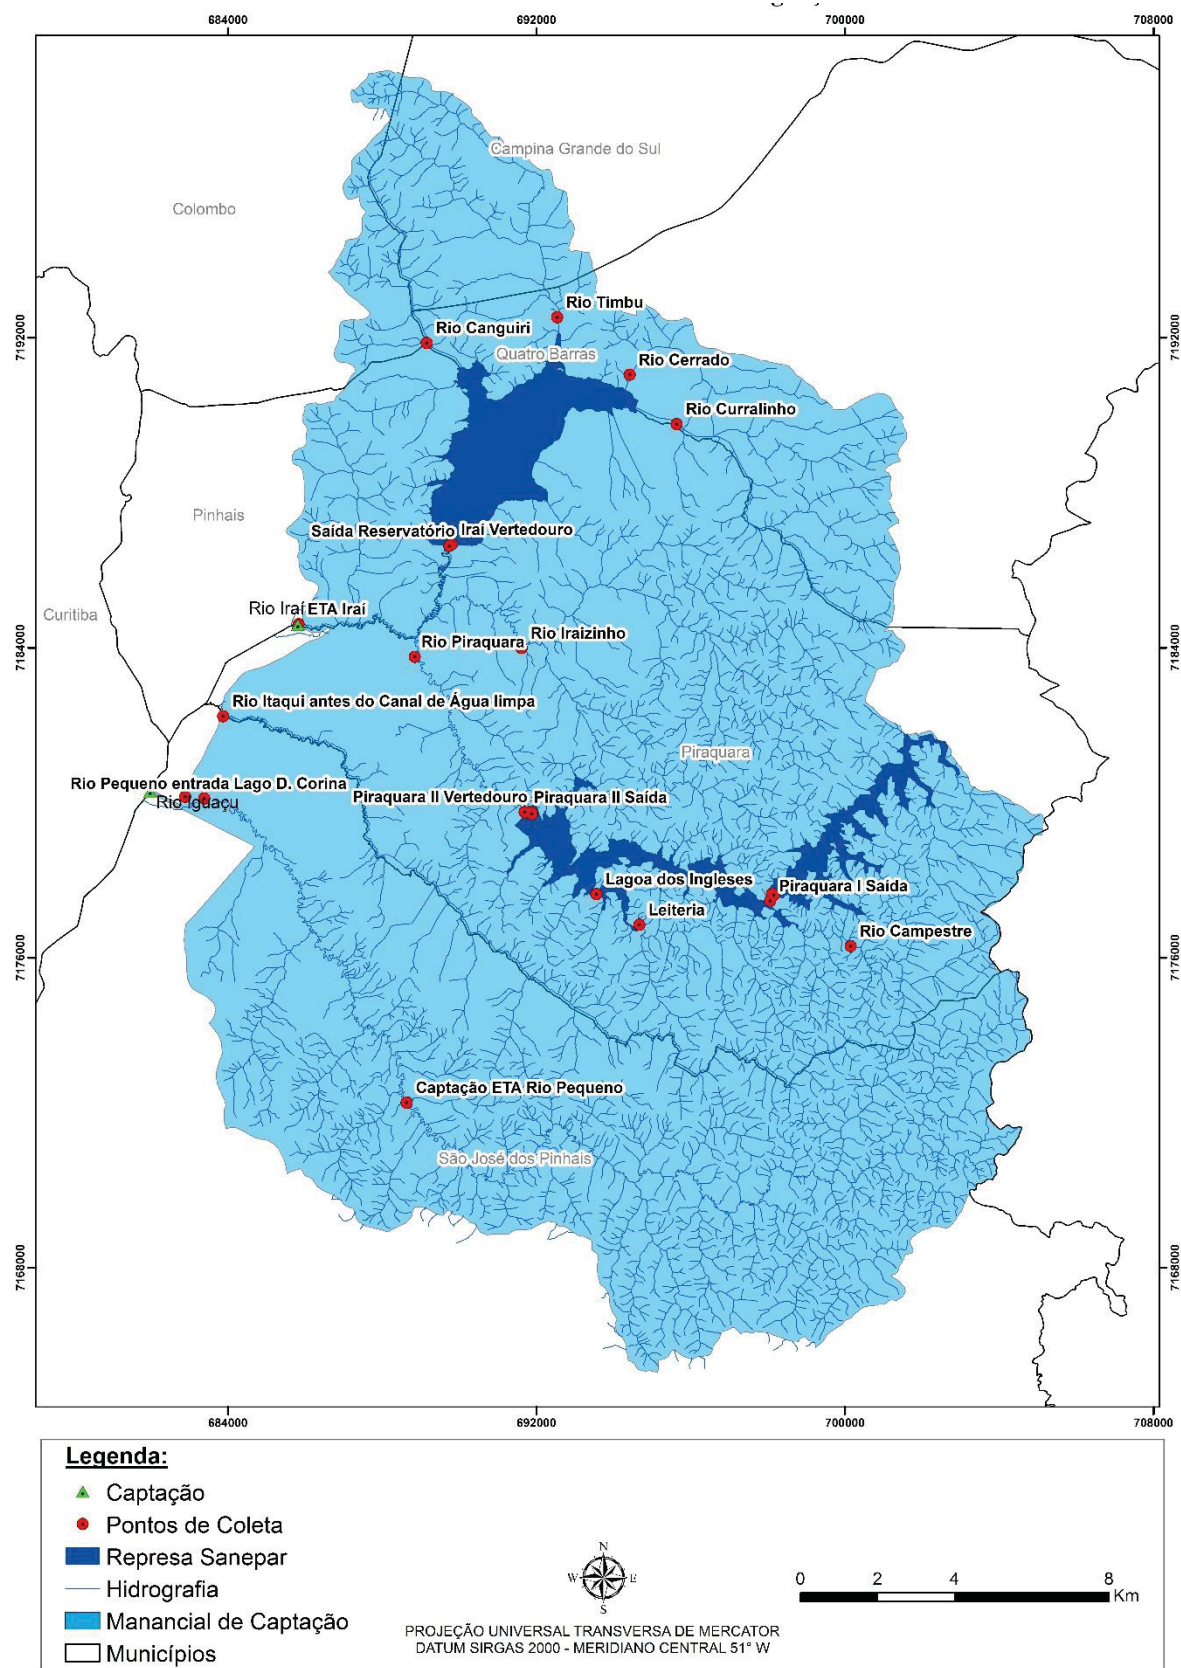 684000
692000
700000
708000
Campina Grande do Sul
Colombo
Rio Timbu
Rio Canguiri
7192000
7192000
Quatro Barras
Rio Cerrado
Rio Curralinho
Pinhais
Saída Reservatório Iraí Vertedouro
Curitiba
Rio Iraí ETA Iraí
Rio Piraquara
Rio Iraizinho
7184000
7184000
Rio Itaqui antes do Canal de Água limpa
Piraquara
Rio Pequeno entrada Lago D. Corina
Rio Iguaçu
Piraquara II Vertedouro
Piraquara II Saída
Lagoa dos Ingleses
Piraquara I Saída
Leiteria
Rio Campestre
7176000
7176000
Captação ETA Rio Pequeno
São José dos Pinhais
7168000
7168000
684000
692000
700000
708000
Legenda:
Captação
Pontos de Coleta
Represa Sanepar
Hidrografia
Manancial de Captação
Municípios
N
W
E
S
0
2
4
8
Km
PROJEÇÃO UNIVERSAL TRANSVERSA DE MERCATOR
DATUM SIRGAS 2000 - MERIDIANO CENTRAL 51° W